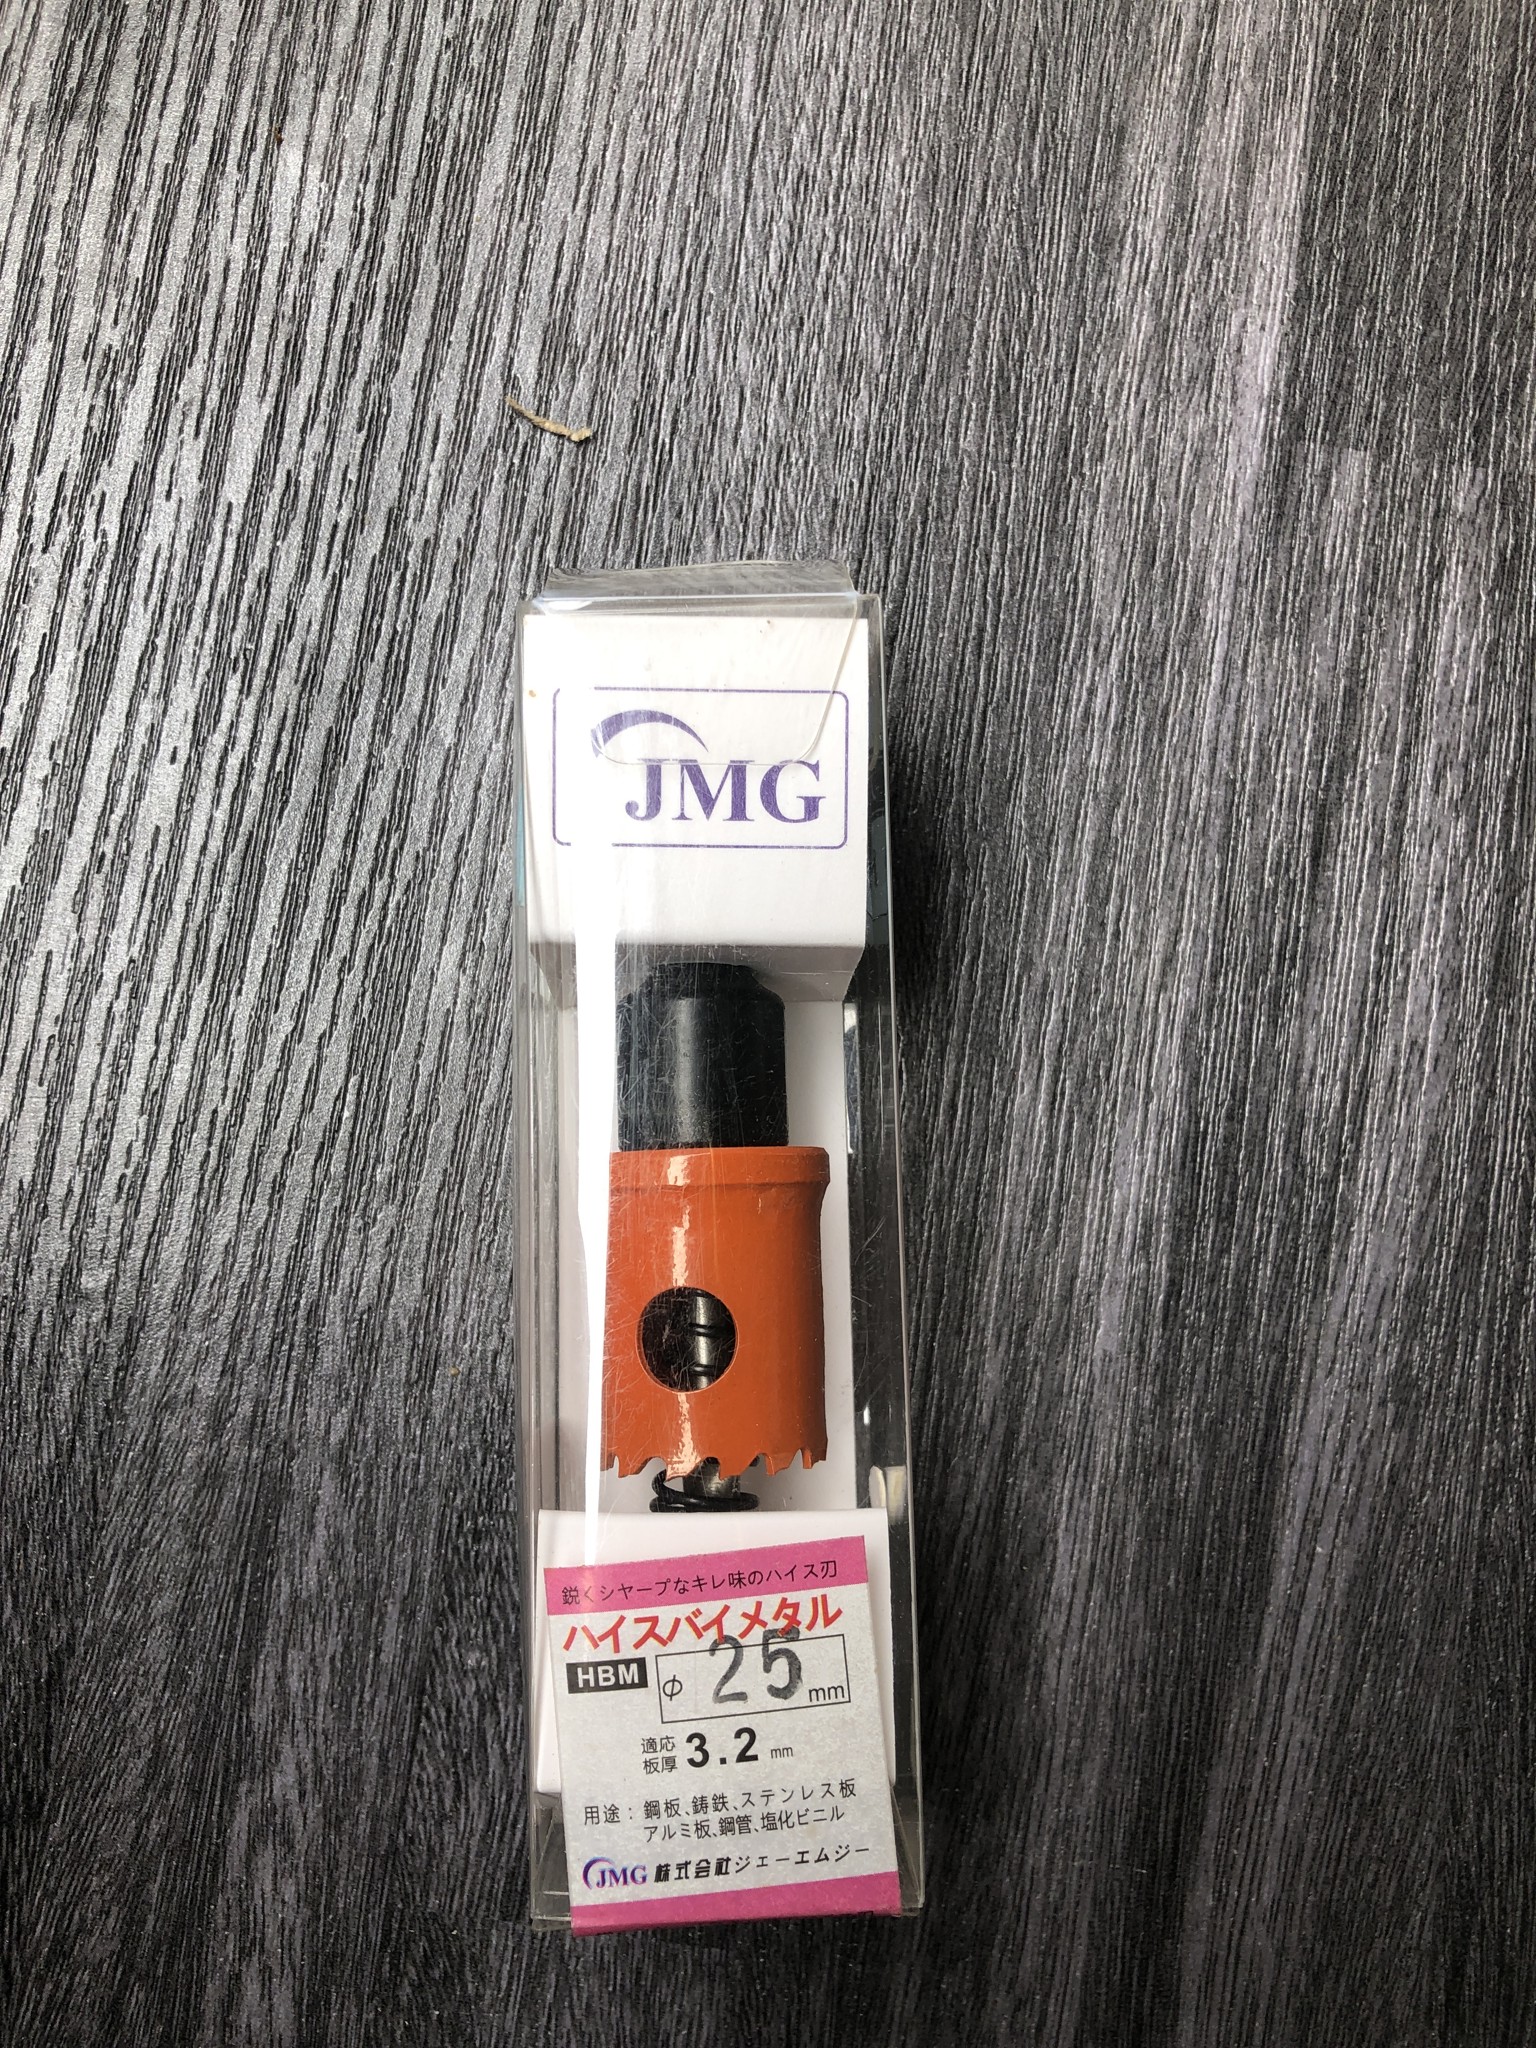 JMG
鋭くシャープなキレ味のハイス刃
ハイスバイメタル
HBM φ 25 mm
適応板厚 3.2 mm
用途：鋼板、鋳鉄、ステンレス板
アルミ板、鋼管、塩化ビニル
JMG 株式会社ジェーエムジー